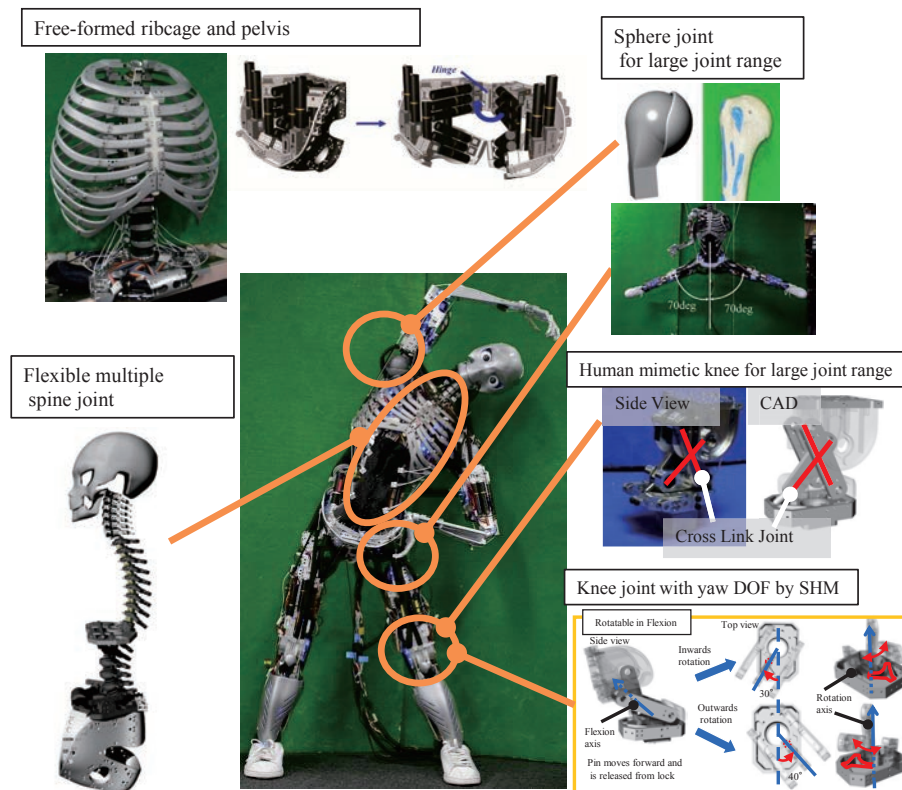 Free-formed ribcage and pelvis
Hinge
Sphere joint
for large joint range
70deg
70deg
Flexible multiple
spine joint
Human mimetic knee for large joint range
Side View
CAD
Cross Link Joint
Knee joint with yaw DOF by SHM
Rotatable in Flexion
Side view
Top view
Inwards
rotation
30°
Rotation
axis
Flexion
axis
Outwards
rotation
40°
Pin moves forward and
is released from lock